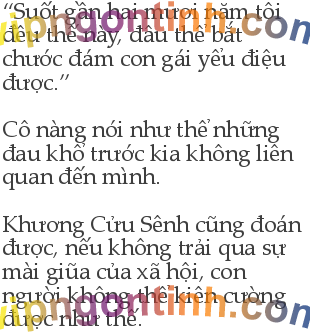 “Suốt gần hai mươi năm tôi
đều thế này, đâu thể bắt
chước đám con gái yểu điệu
được.”
Cô nàng nói như thể những
đau khổ trước kia không liên
quan đến mình.
Khương Cửu Sênh cũng đoán
được, nếu không trải qua sự
mài giũa của xã hội, con
người không thể kiên cường
được như thế.
vipngontinh.com
vipngontinh.com